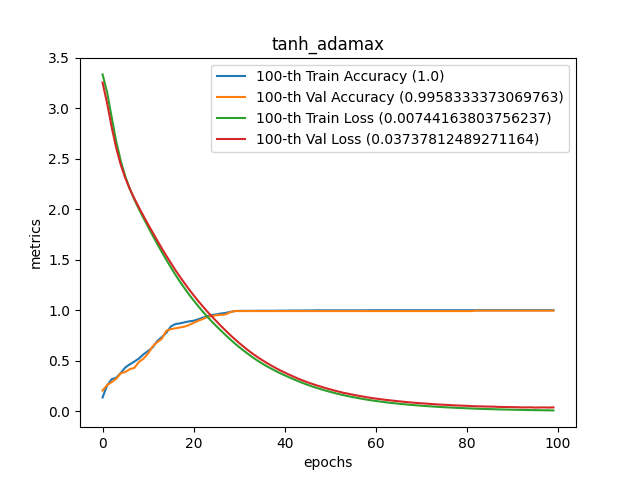 tanh_adamax
100-th Train Accuracy (1.0)
100-th Val Accuracy (0.9958333373069763)
100-th Train Loss (0.00744163803756237)
100-th Val Loss (0.03737812489271164)
3.5
3.0
2.5
2.0
1.5
1.0
0.5
0.0
metrics
0 20 40 60 80 100
epochs